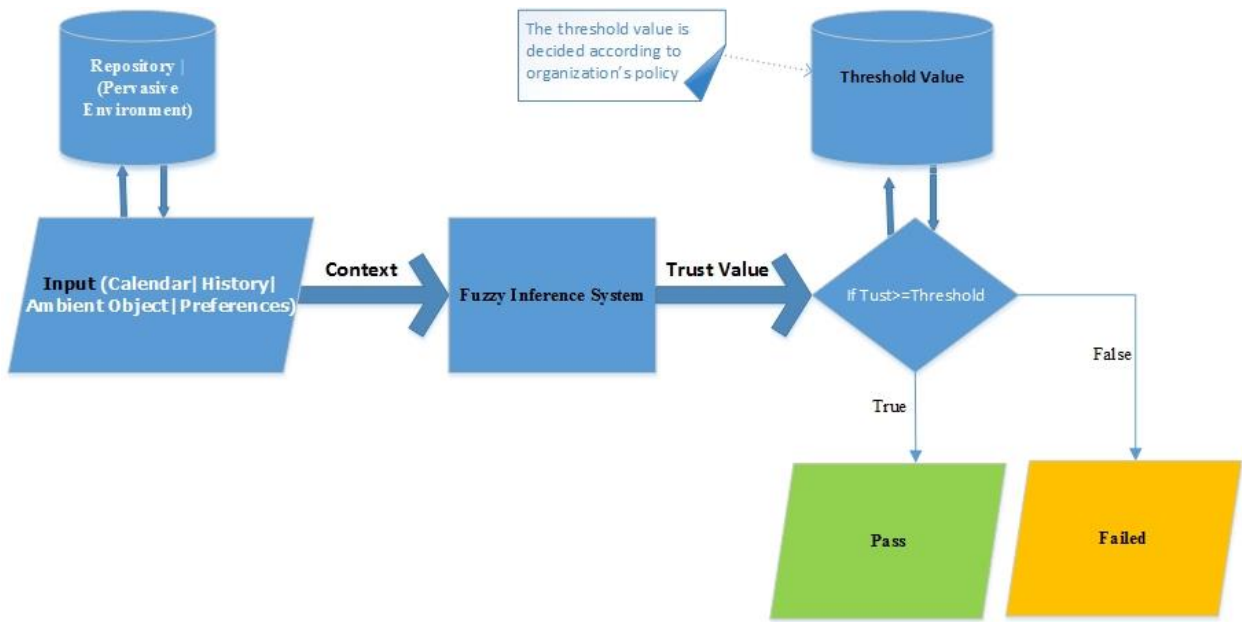 Repository |
(Pervasive
Environment)
The threshold value is
decided according to
organization's policy
Threshold Value
Input (Calendar| History|
Ambient Object|Preferences)
Context
Fuzzy Inference System
Trust Value
If Tust>=Threshold
False
True
Pass
Failed